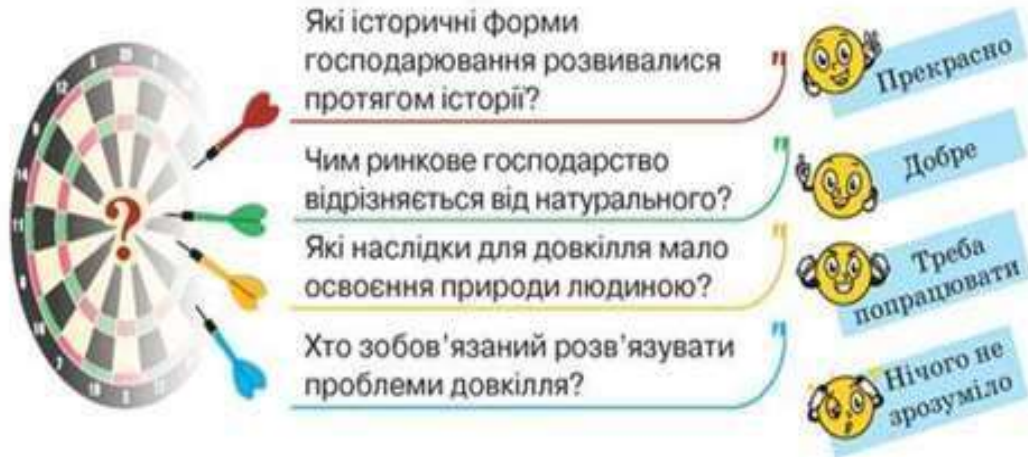 Які історичні форми
господарювання розвивалися
протягом історії?
Чим ринкове господарство
відрізняється від натурального?
Які наслідки для довкілля мало
освоєння природи людиною?
Хто зобов’язаний розв’язувати
проблеми довкілля?
Прекрасно
Добре
Треба
попрацювати
Нічого не
зрозуміло
?